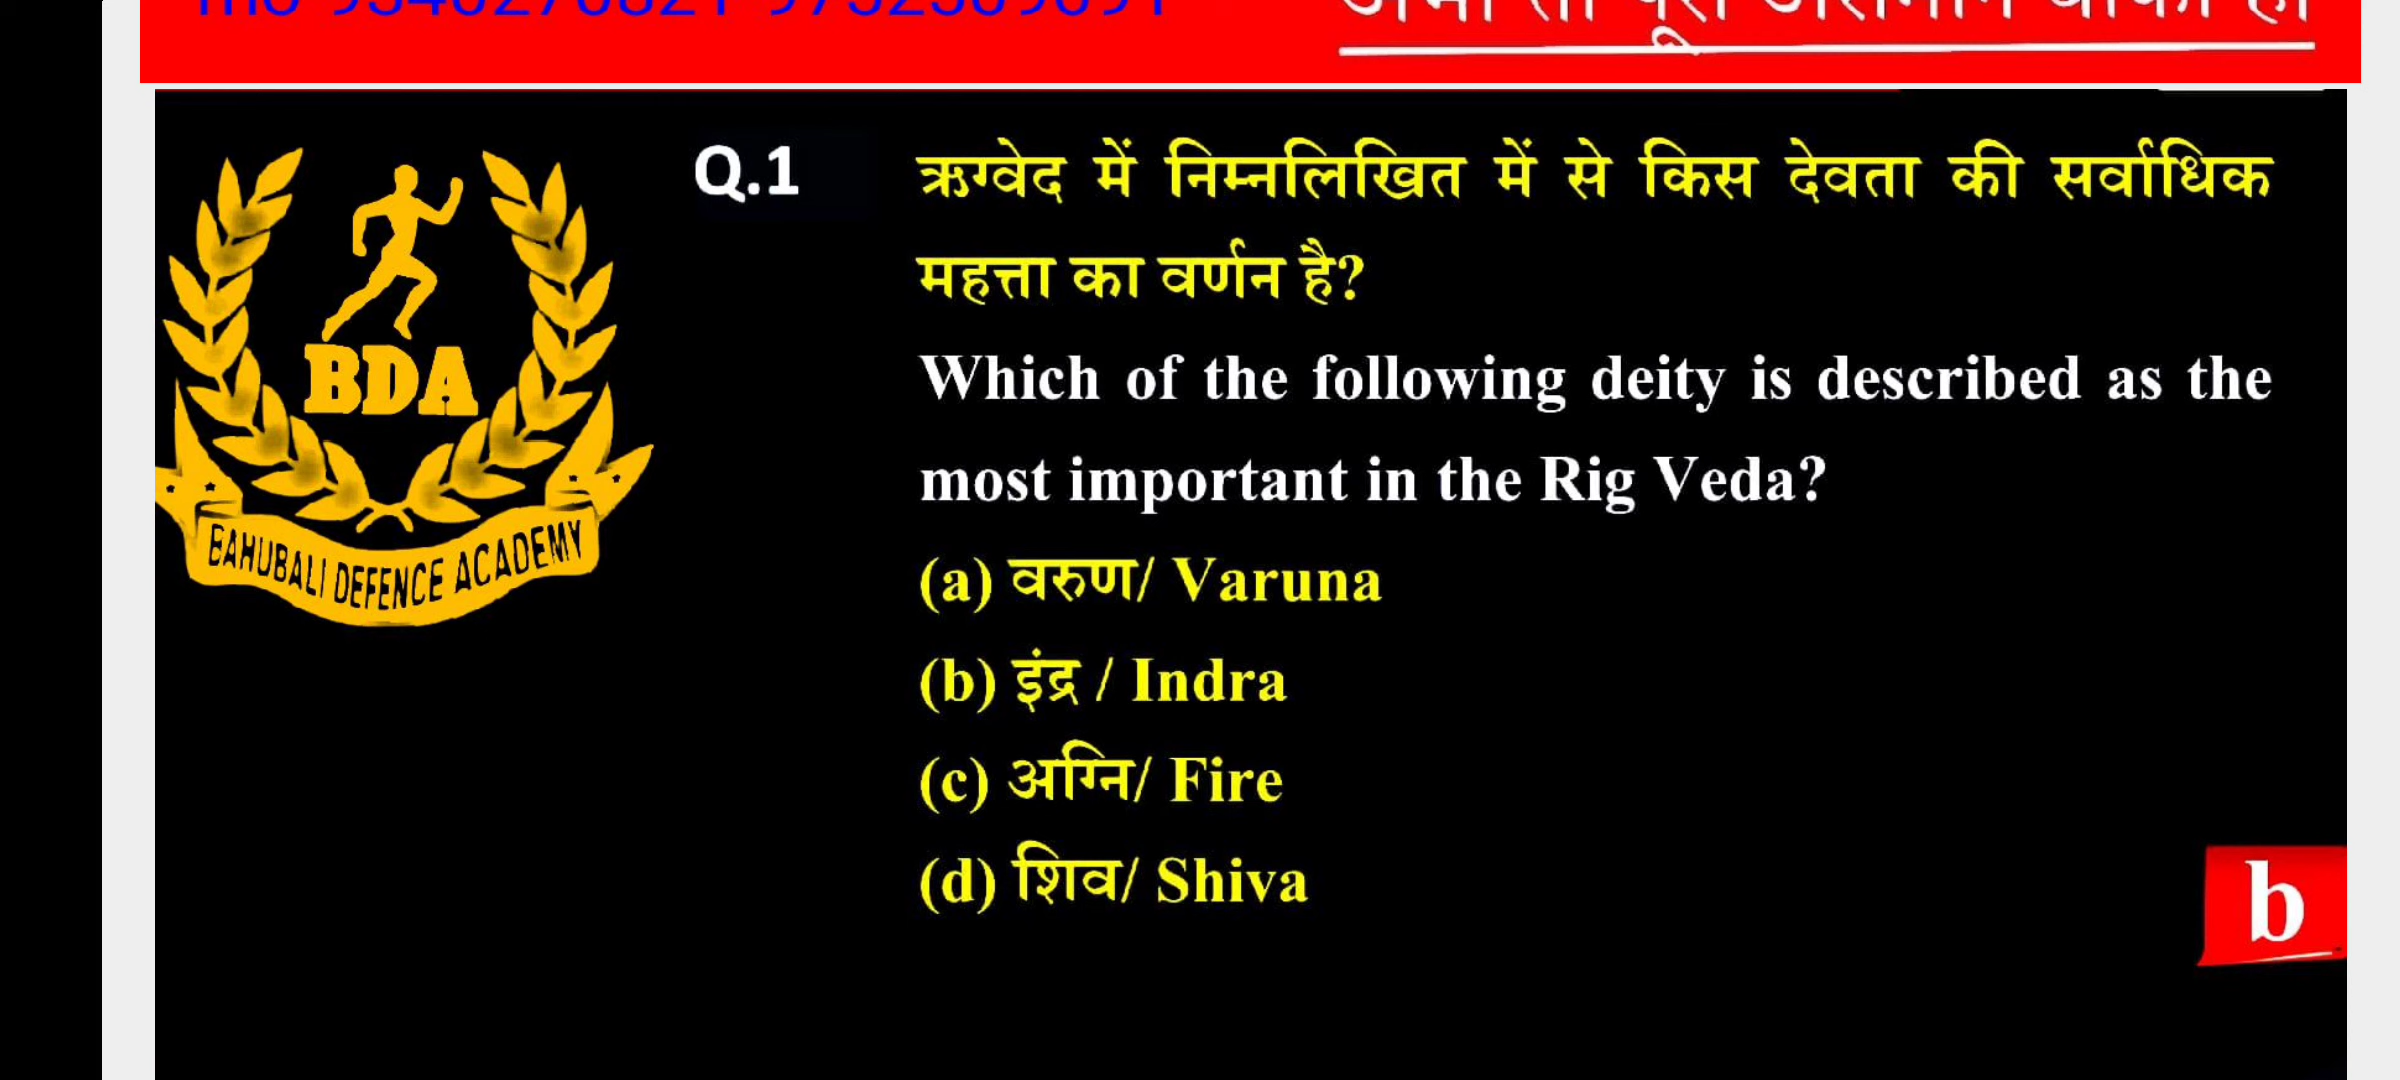 Q.1 ऋग्वेद में निम्नलिखित में से किस देवता की सर्वाधिक
महत्ता का वर्णन है?
Which of the following deity is described as the
most important in the Rig Veda?
(a) वरुण/ Varuna
(b) इंद्र / Indra
(c) अग्नि/ Fire
(d) शिव/ Shiva
b
BDA
BAHUBALI DEFENCE ACADEMY